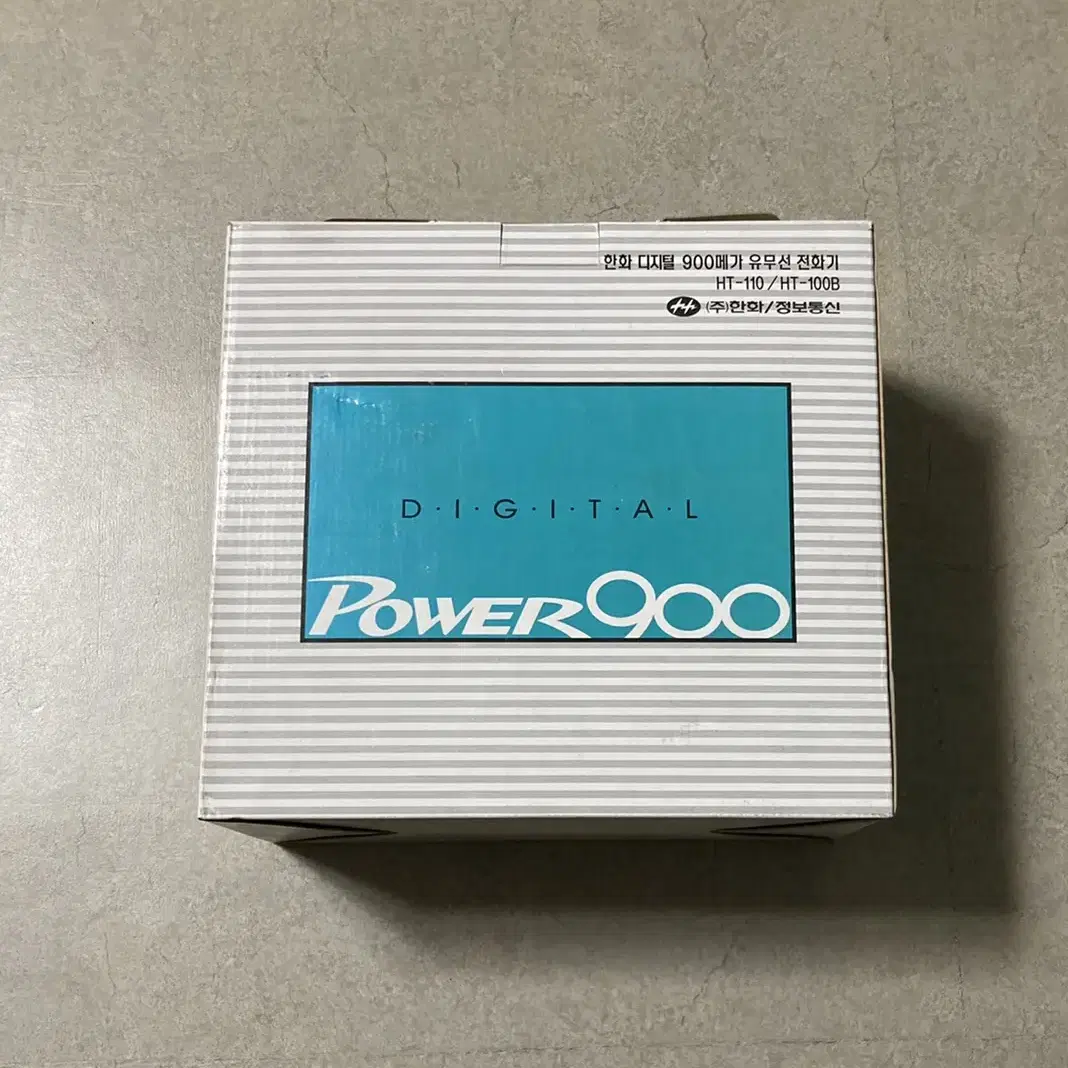 한화 디지털 900메가 유무선 전화기
HT-110/HT-100B
(주)한화/정보통신
D·I·G·I·T·A·L
POWER900